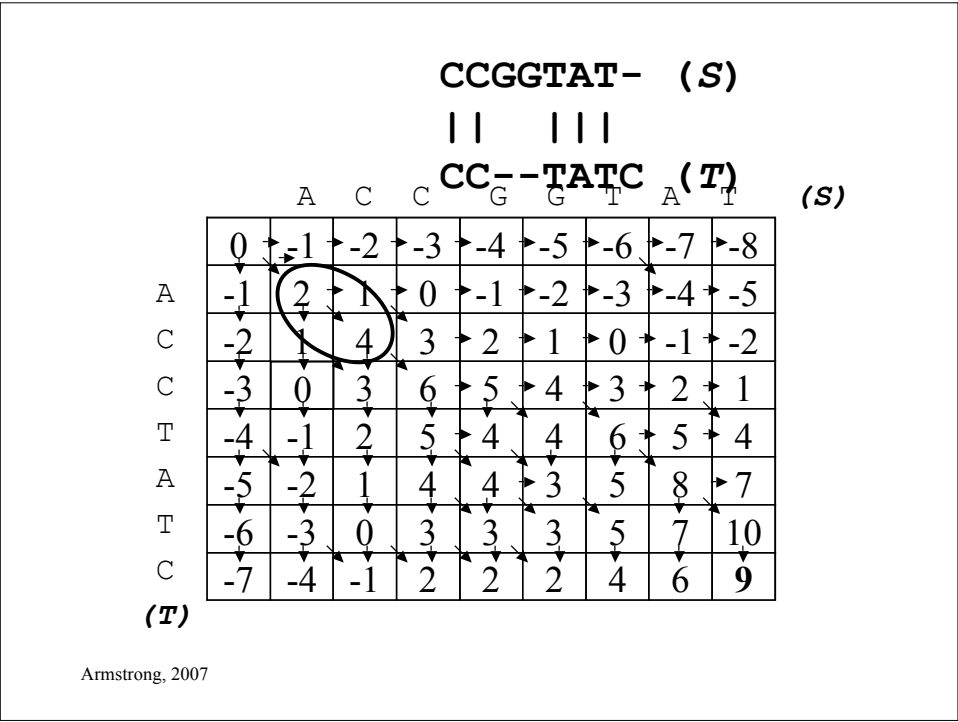 CCGGTAT- (S)
|| |||
CC--TATC (T)
A C C G G T A T (S)
0 -1 -2 -3 -4 -5 -6 -7 -8
A -1 2 1 0 -1 -2 -3 -4 -5
C -2 1 4 3 2 1 0 -1 -2
C -3 0 3 6 5 4 3 2 1
T -4 -1 2 5 4 4 6 5 4
A -5 -2 1 4 4 3 5 8 7
T -6 -3 0 3 3 3 5 7 10
C -7 -4 -1 2 2 2 4 6 9
(T)
Armstrong, 2007